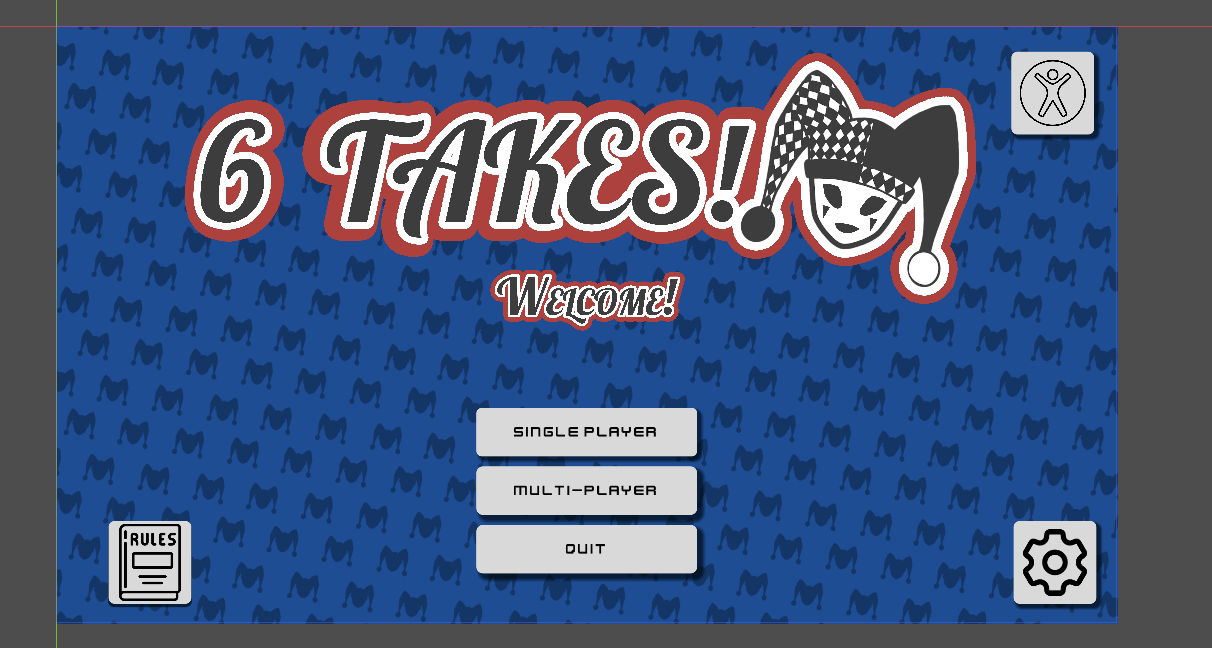 6 TAKES!
WELCOME!
SINGLE PLAYER
MULTI-PLAYER
QUIT
RULES